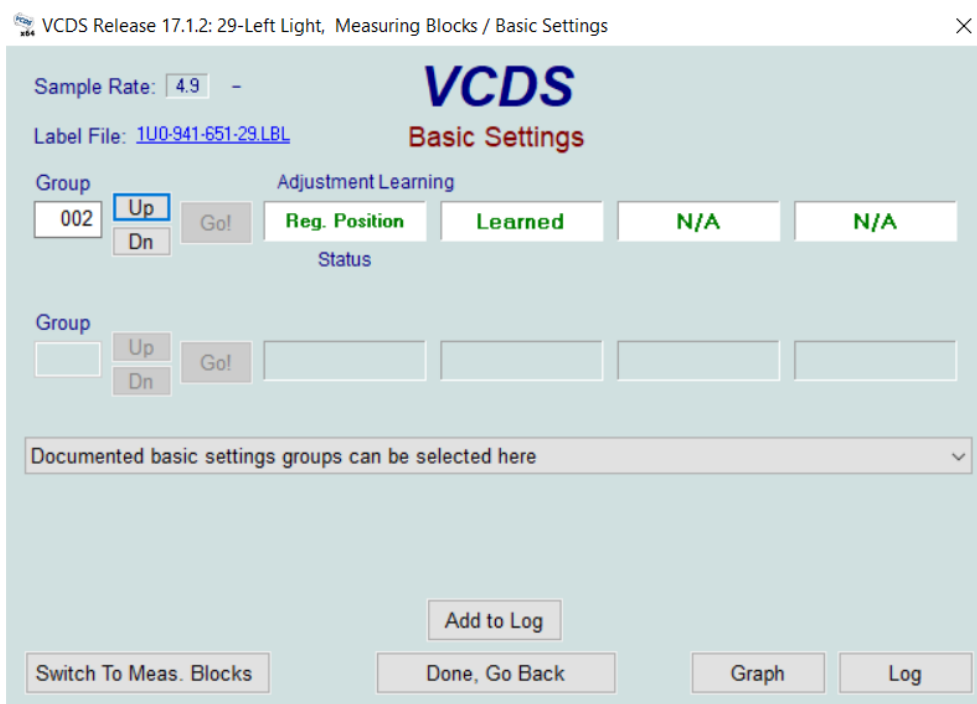 VCDS x64 VCDS Release 17.1.2: 29-Left Light, Measuring Blocks / Basic Settings
Sample Rate: 4.9 -
VCDS
Label File: 1U0-941-651-29.LBL
Basic Settings
Group
Adjustment Learning
002
Up
Dn
Go!
Reg. Position
Learned
N/A
N/A
Status
Group
Up
Dn
Go!
Documented basic settings groups can be selected here
Add to Log
Switch To Meas. Blocks
Done, Go Back
Graph
Log